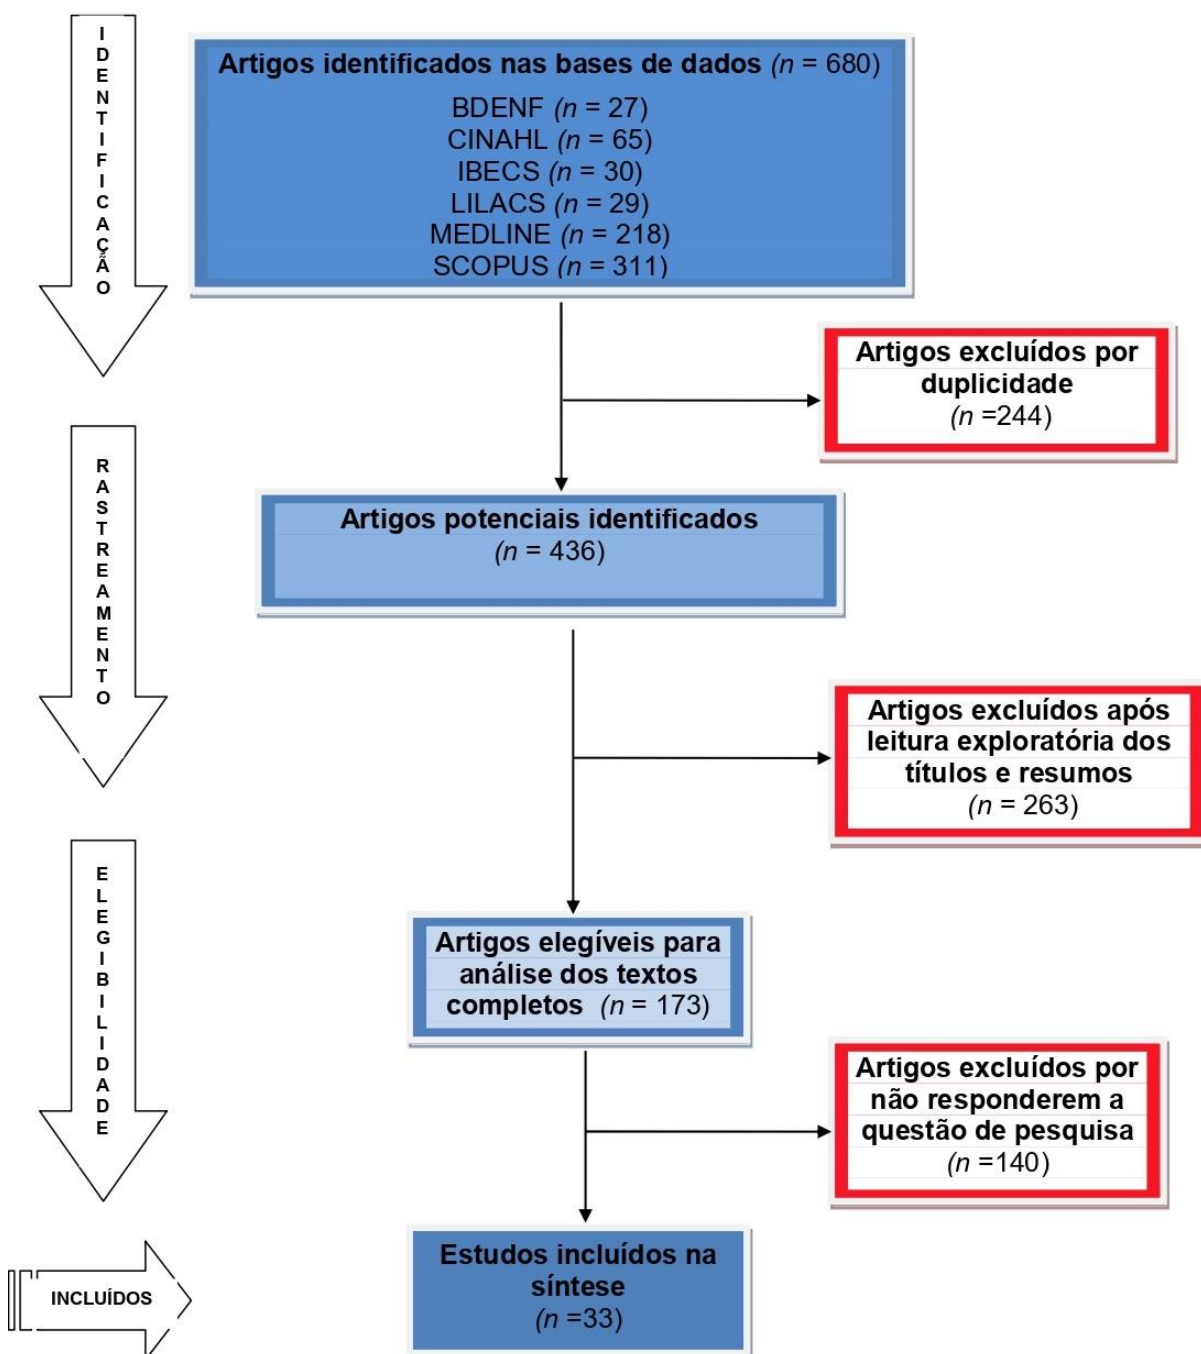 IDENTIFICAÇÃO
Artigos identificados nas bases de dados (n = 680)
BDENF (n = 27)
CINAHL (n = 65)
IBECS (n = 30)
LILACS (n = 29)
MEDLINE (n = 218)
SCOPUS (n = 311)
Artigos excluídos por
duplicidade
(n =244)
RASTREAMENTO
Artigos potenciais identificados
(n = 436)
Artigos excluídos após
leitura exploratória dos
títulos e resumos
(n = 263)
ELEGIBILIDADE
Artigos elegíveis para
análise dos textos
completos (n = 173)
Artigos excluídos por
não responderem a
questão de pesquisa
(n =140)
INCLUÍDOS
Estudos incluídos na
síntese
(n =33)